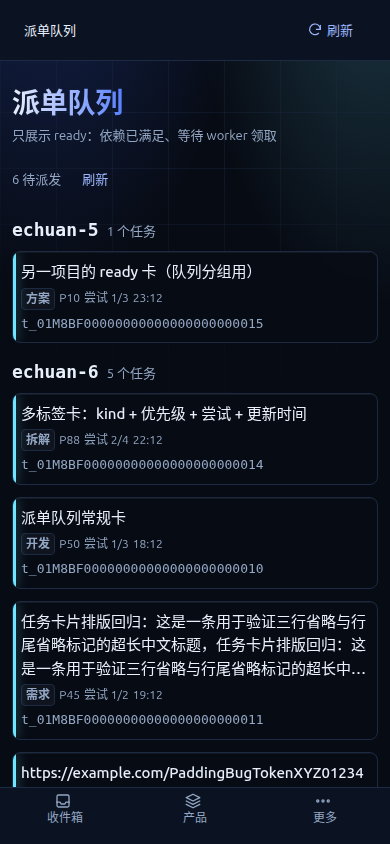 派单队列
刷新
派单队列
只展示 ready：依赖已满足、等待 worker 领取
6 待派发 刷新
echuan-5 1 个任务
另一项目的 ready 卡（队列分组用）
方案 P10 尝试 1/3 23:12
t_01M8BF00000000000000000015
echuan-6 5 个任务
多标签卡：kind + 优先级 + 尝试 + 更新时间
拆解 P88 尝试 2/4 22:12
t_01M8BF00000000000000000014
派单队列常规卡
开发 P50 尝试 1/3 18:12
t_01M8BF00000000000000000010
任务卡片排版回归：这是一条用于验证三行省略与行
尾省略标记的超长中文标题，任务卡片排版回归：这
是一条用于验证三行省略与行尾省略标记的超长中…
需求 P45 尝试 1/2 19:12
t_01M8BF00000000000000000011
https://example.com/PaddingBugTokenXYZ01234
收件箱 产品 更多